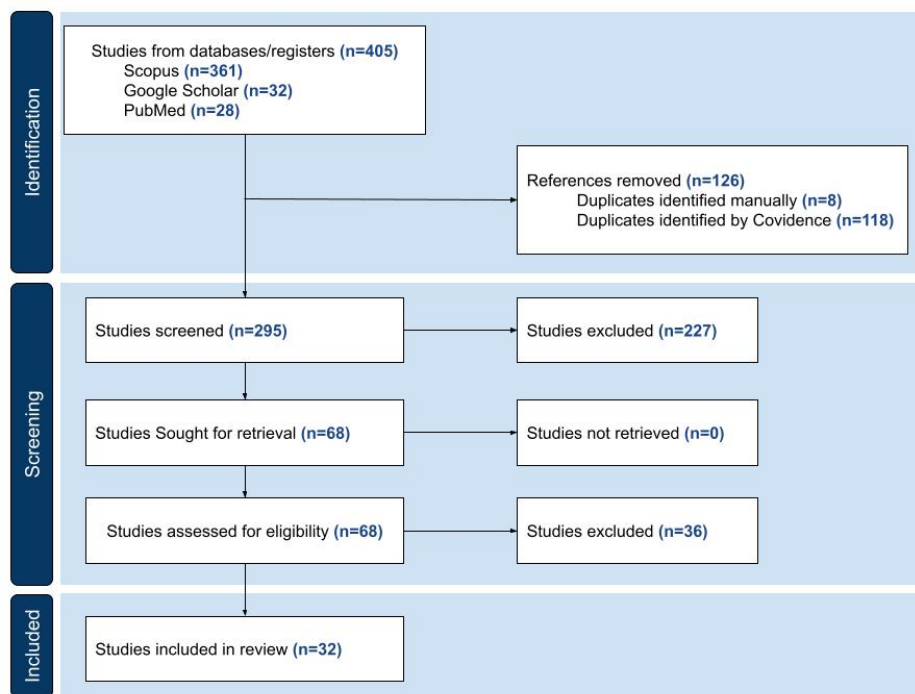 Identification
Studies from databases/registers (n=405)
Scopus (n=361)
Google Scholar (n=32)
PubMed (n=28)
References removed (n=126)
Duplicates identified manually (n=8)
Duplicates identified by Covidence (n=118)
Screening
Studies screened (n=295)
Studies excluded (n=227)
Studies Sought for retrieval (n=68)
Studies not retrieved (n=0)
Studies assessed for eligibility (n=68)
Studies excluded (n=36)
Included
Studies included in review (n=32)